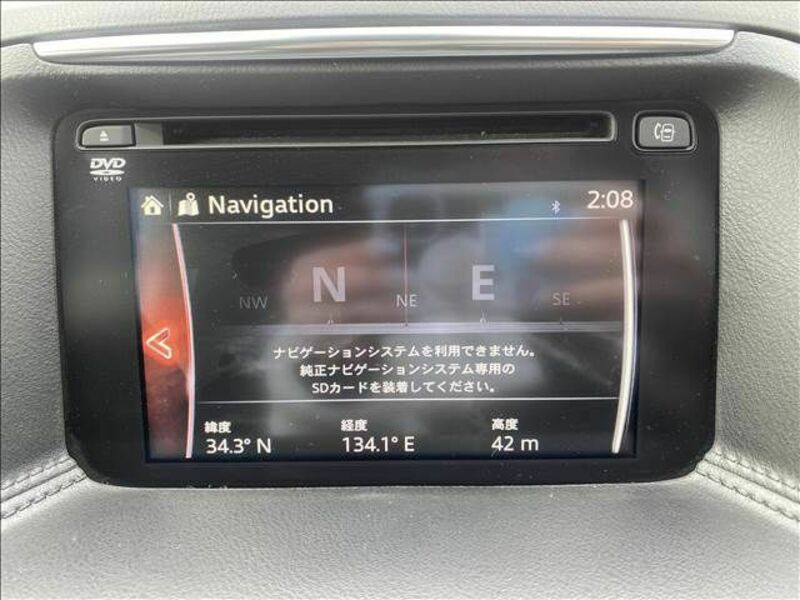 DVD
VIDEO
Navigation
2:08
N E
NW NE SE
ナビゲーションシステムを利用できません。
純正ナビゲーションシステム専用の
SDカードを装着してください。
緯度 経度 高度
34.3° N 134.1° E 42 m